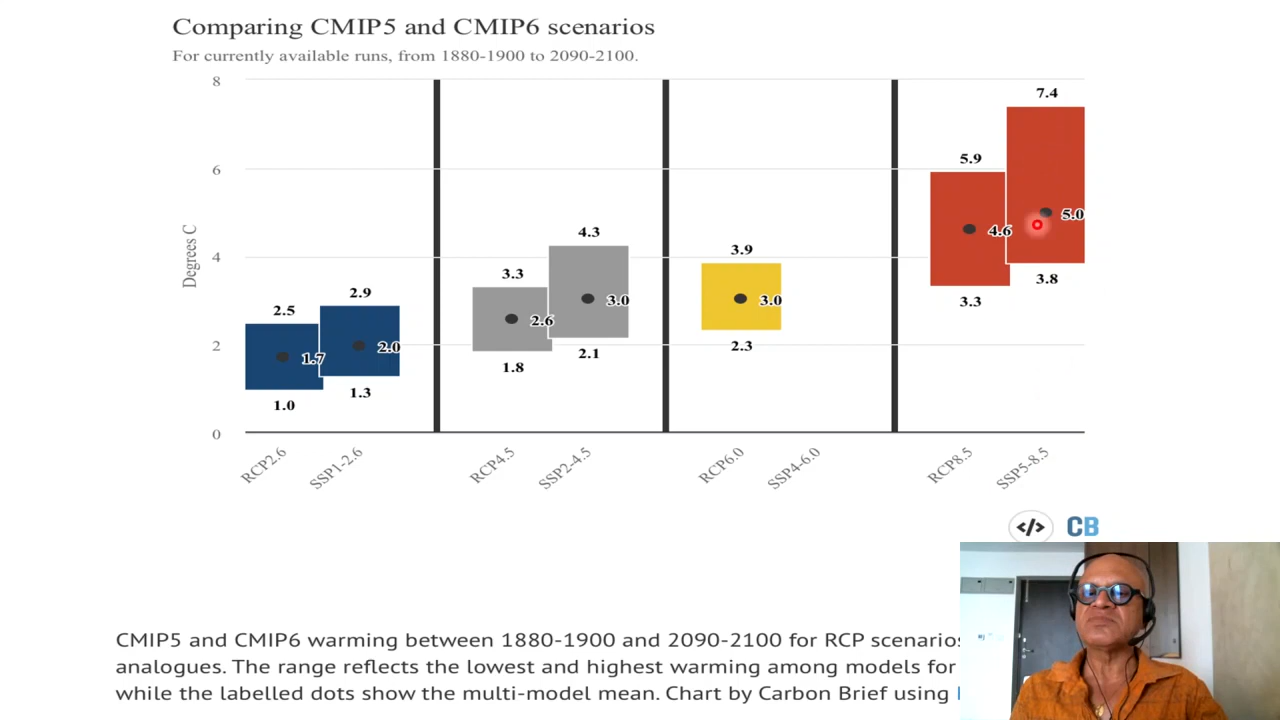 Comparing CMIP5 and CMIP6 scenarios
For currently available runs, from 1880-1900 to 2090-2100.
Degrees C
8
6
4
2
0
2.5
1.7
1.0
2.9
2.0
1.3
3.3
2.6
1.8
4.3
3.0
2.1
3.9
3.0
2.3
5.9
4.6
3.3
7.4
5.0
3.8
RCP2.6
SSP1-2.6
RCP4.5
SSP2-4.5
RCP6.0
SSP4-6.0
RCP8.5
SSP5-8.5
</>
CB
CMIP5 and CMIP6 warming between 1880-1900 and 2090-2100 for RCP scenarios
analogues. The range reflects the lowest and highest warming among models for
while the labelled dots show the multi-model mean. Chart by Carbon Brief using